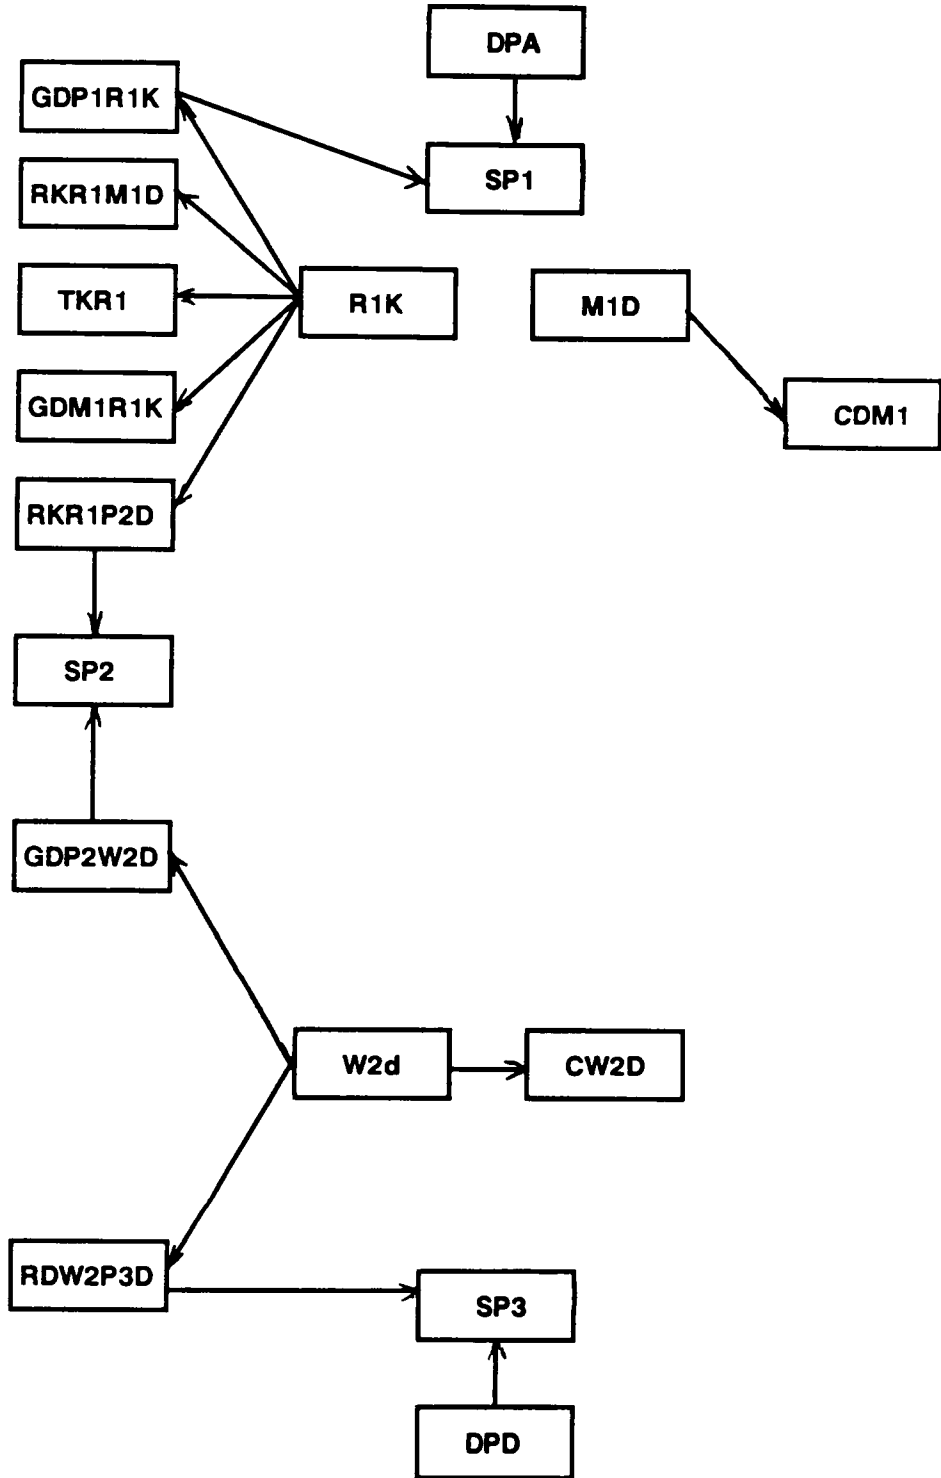 DPA
GDP1R1K
SP1
RKR1M1D
TKR1
R1K
M1D
GDM1R1K
CDM1
RKR1P2D
SP2
GDP2W2D
W2d
CW2D
RDW2P3D
SP3
DPD